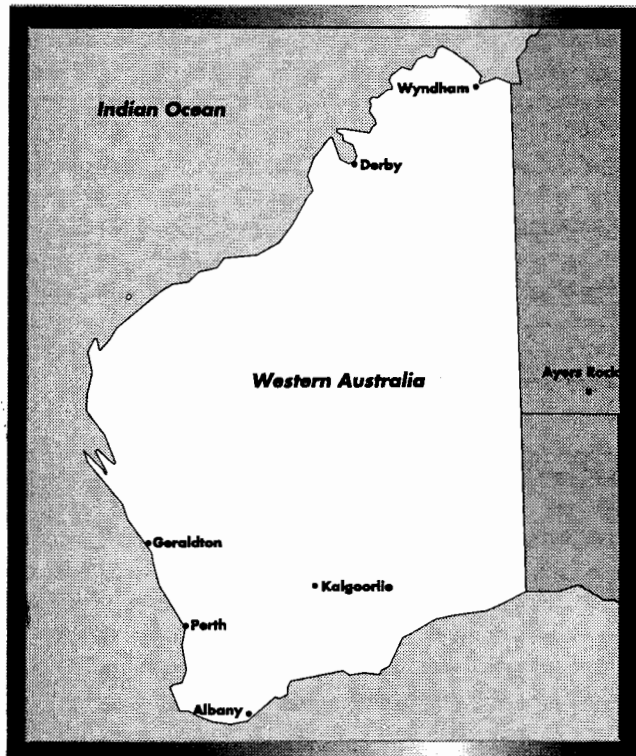 Wyndham
Indian Ocean
Derby
Western Australia
Ayers Rock
Geraldton
Kalgoorlie
Perth
Albany